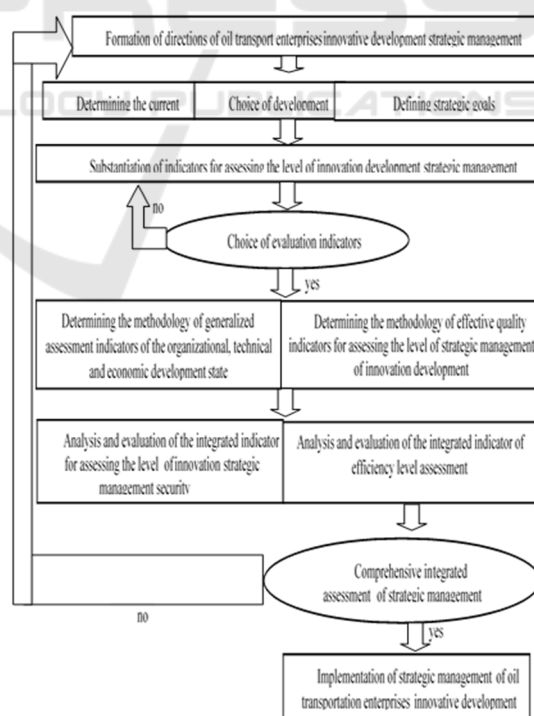 PRESS
Formation of directions of oil transport enterprises innovative development strategic management
LOGY PUBLICATIONS
Determining the current
Choice of development
Defining strategic goals
Substantiation of indicators for assessing the level of innovation development strategic management
no
Choice of evaluation indicators
yes
Determining the methodology of generalized
assessment indicators of the organizational, technical
and economic development state
Determining the methodology of effective quality
indicators for assessing the level of strategic management
of innovation development
Analysis and evaluation of the integrated indicator
for assessing the level of innovation strategic
management security
Analysis and evaluation of the integrated indicator of
efficiency level assessment
Comprehensive integrated
assessment of strategic management
no
yes
Implementation of strategic management of oil
transportation enterprises innovative development